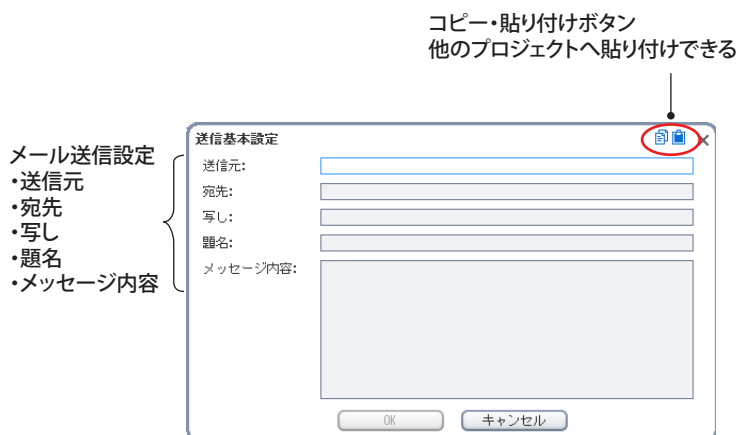 コピー・貼り付けボタン
他のプロジェクトへ貼り付けできる
メール送信設定
・送信元
・宛先
・写し
・題名
・メッセージ内容
送信基本設定
送信元:
宛先:
写し:
題名:
メッセージ内容:
OK
キャンセル